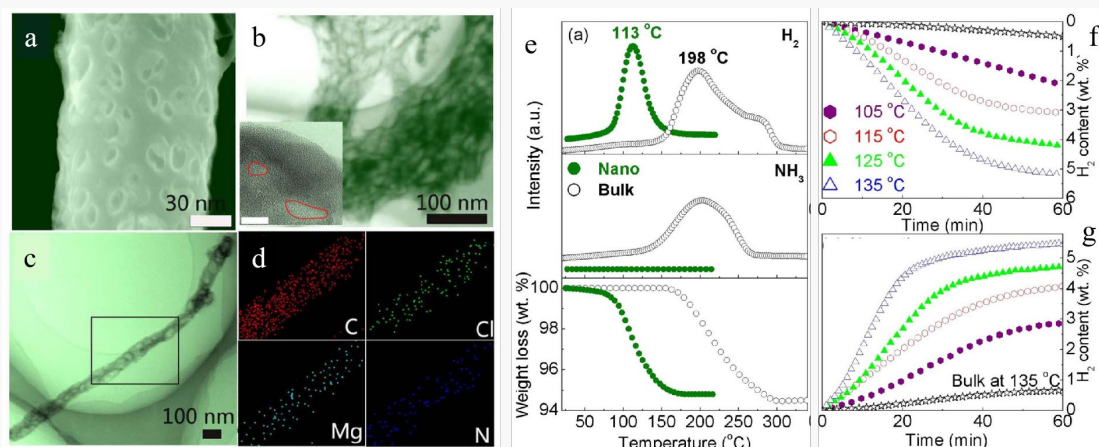 a
30 nm
b
100 nm
c
100 nm
d
C
Cl
Mg
N
e
(a)
113 °C
H2
198 °C
Intensity (a.u.)
NH3
Nano
Bulk
Weight loss (wt. %)
100
98
96
94
50 100 150 200 250 300
Temperature (°C)
f
0
1
2
3
4
5
6
H2 content (wt. %)
105 °C
115 °C
125 °C
135 °C
0 20 40 60
Time (min)
g
5
4
3
2
1
0
H2 content (wt. %)
Bulk at 135 °C
0 20 40 60
Time (min)